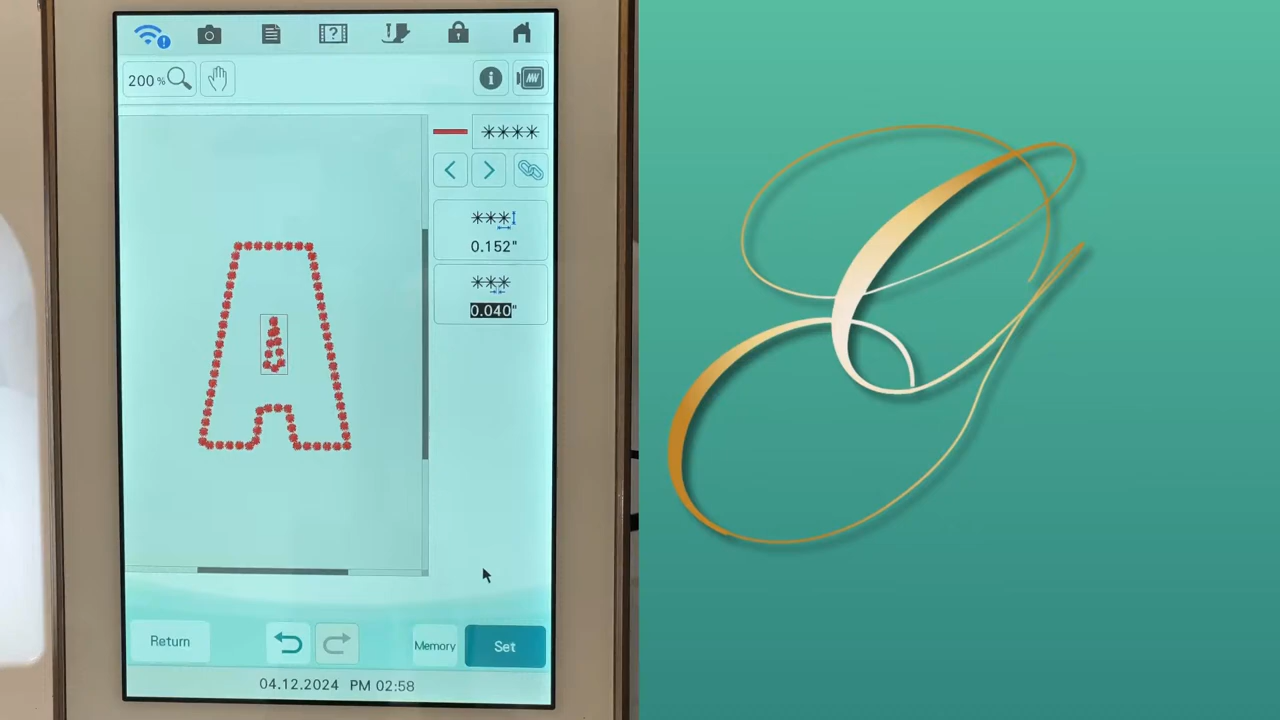 200%
i
0.152"
0.040"
A
Return
Memory
Set
04.12.2024 PM 02:58
G